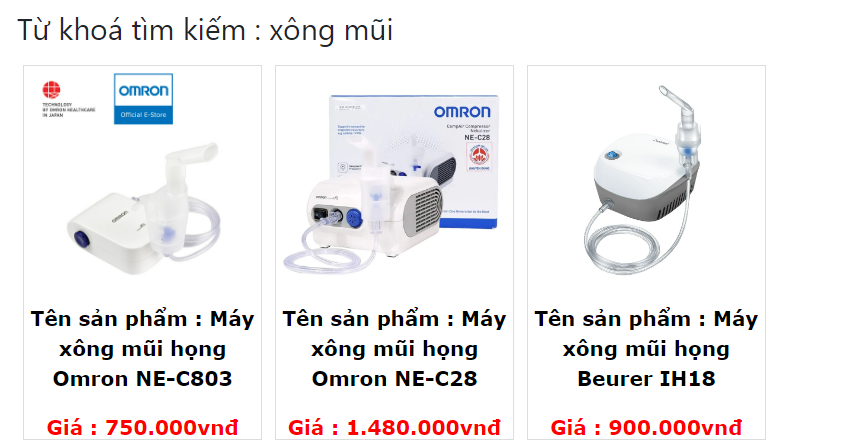 Từ khoá tìm kiếm : xông mũi
TECHNOLOGY
BY OMRON HEALTHCARE
IN JAPAN
OMRON
Official E-Store
OMRON
OMRON
Compact Compressor
Nebulizer
NE-C28
OMRON
Tên sản phẩm : Máy
xông mũi họng
Omron NE-C803
Giá : 750.000vnđ
Tên sản phẩm : Máy
xông mũi họng
Omron NE-C28
Giá : 1.480.000vnđ
Tên sản phẩm : Máy
xông mũi họng
Beurer IH18
Giá : 900.000vnđ